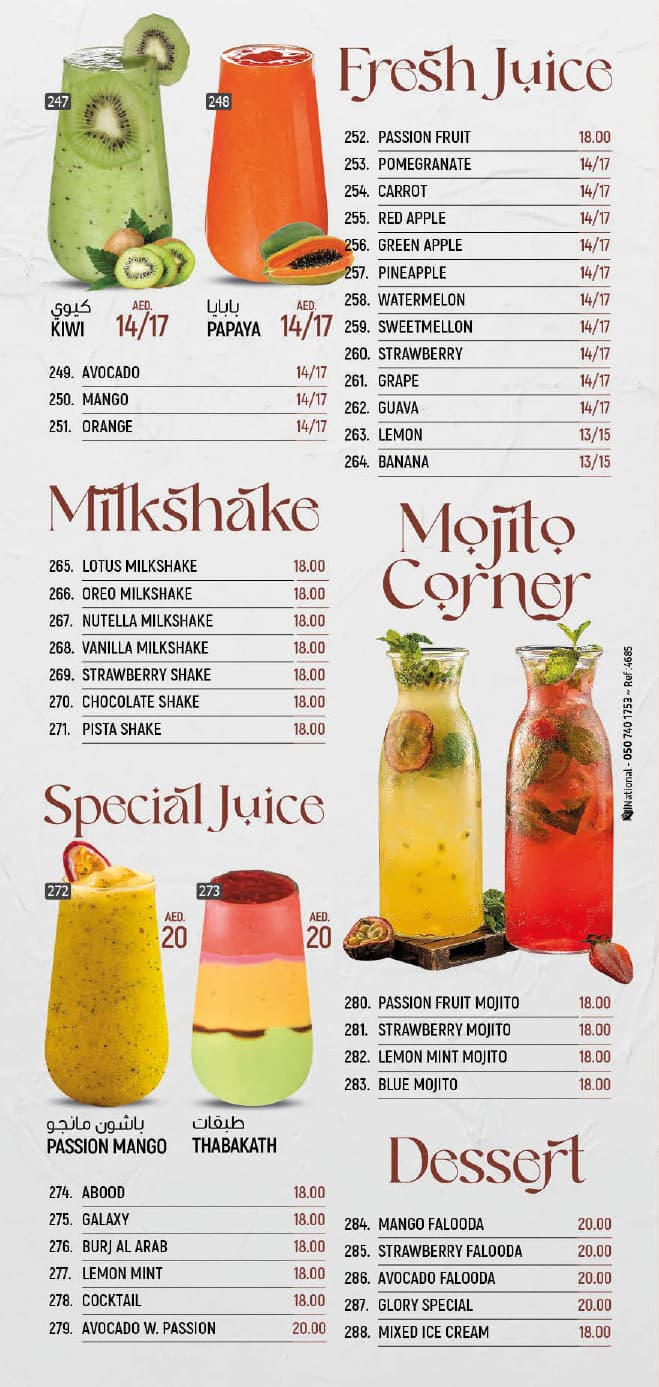 Fresh Juice
247
248
كيوي
KIWI
AED.
14/17
بابايا
PAPAYA
AED.
14/17
249. AVOCADO 14/17
250. MANGO 14/17
251. ORANGE 14/17
252. PASSION FRUIT 18.00
253. POMEGRANATE 14/17
254. CARROT 14/17
255. RED APPLE 14/17
256. GREEN APPLE 14/17
257. PINEAPPLE 14/17
258. WATERMELON 14/17
259. SWEETMELLON 14/17
260. STRAWBERRY 14/17
261. GRAPE 14/17
262. GUAVA 14/17
263. LEMON 13/15
264. BANANA 13/15
Milkshake
265. LOTUS MILKSHAKE 18.00
266. OREO MILKSHAKE 18.00
267. NUTELLA MILKSHAKE 18.00
268. VANILLA MILKSHAKE 18.00
269. STRAWBERRY SHAKE 18.00
270. CHOCOLATE SHAKE 18.00
271. PISTA SHAKE 18.00
Special Juice
272
AED.
20
273
AED.
20
باشون مانجو
PASSION MANGO
طبقات
THABAKATH
274. ABOOD 18.00
275. GALAXY 18.00
276. BURJ AL ARAB 18.00
277. LEMON MINT 18.00
278. COCKTAIL 18.00
279. AVOCADO W. PASSION 20.00
Mojito
Corner
National - 050 740 1753 ~ Ref .4685
280. PASSION FRUIT MOJITO 18.00
281. STRAWBERRY MOJITO 18.00
282. LEMON MINT MOJITO 18.00
283. BLUE MOJITO 18.00
Dessert
284. MANGO FALOODA 20.00
285. STRAWBERRY FALOODA 20.00
286. AVOCADO FALOODA 20.00
287. GLORY SPECIAL 20.00
288. MIXED ICE CREAM 18.00